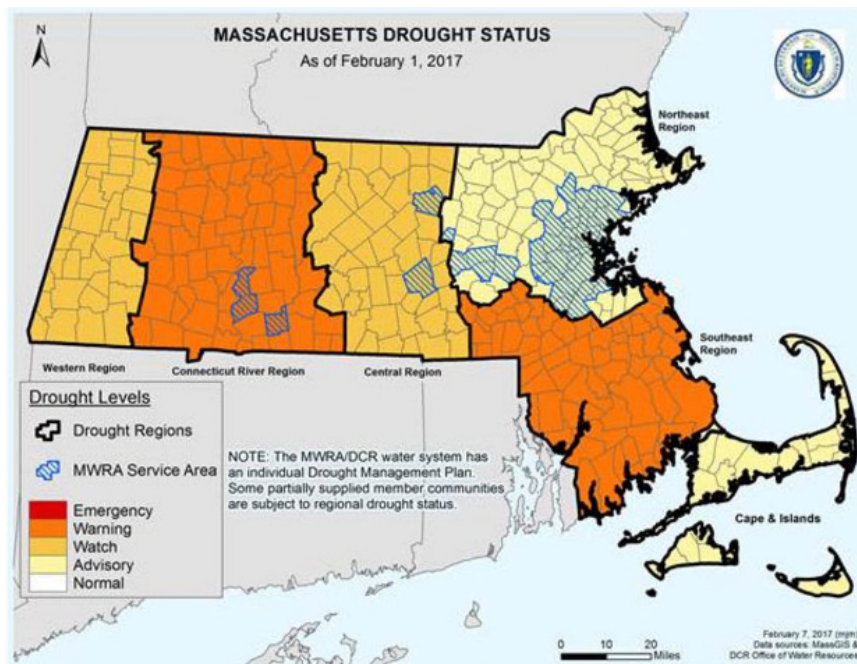 N
MASSACHUSETTS DROUGHT STATUS
As of February 1, 2017
Northeast
Region
Southeast
Region
Western Region
Connecticut River Region
Central Region
Cape & Islands
Drought Levels
Drought Regions
MWRA Service Area
Emergency
Warning
Watch
Advisory
Normal
NOTE: The MWRA/DCR water system has
an individual Drought Management Plan.
Some partially supplied member communities
are subject to regional drought status.
0 10 20
Miles
February 7, 2017 (mjm)
Data sources: MassGIS &
DCR Office of Water Resources